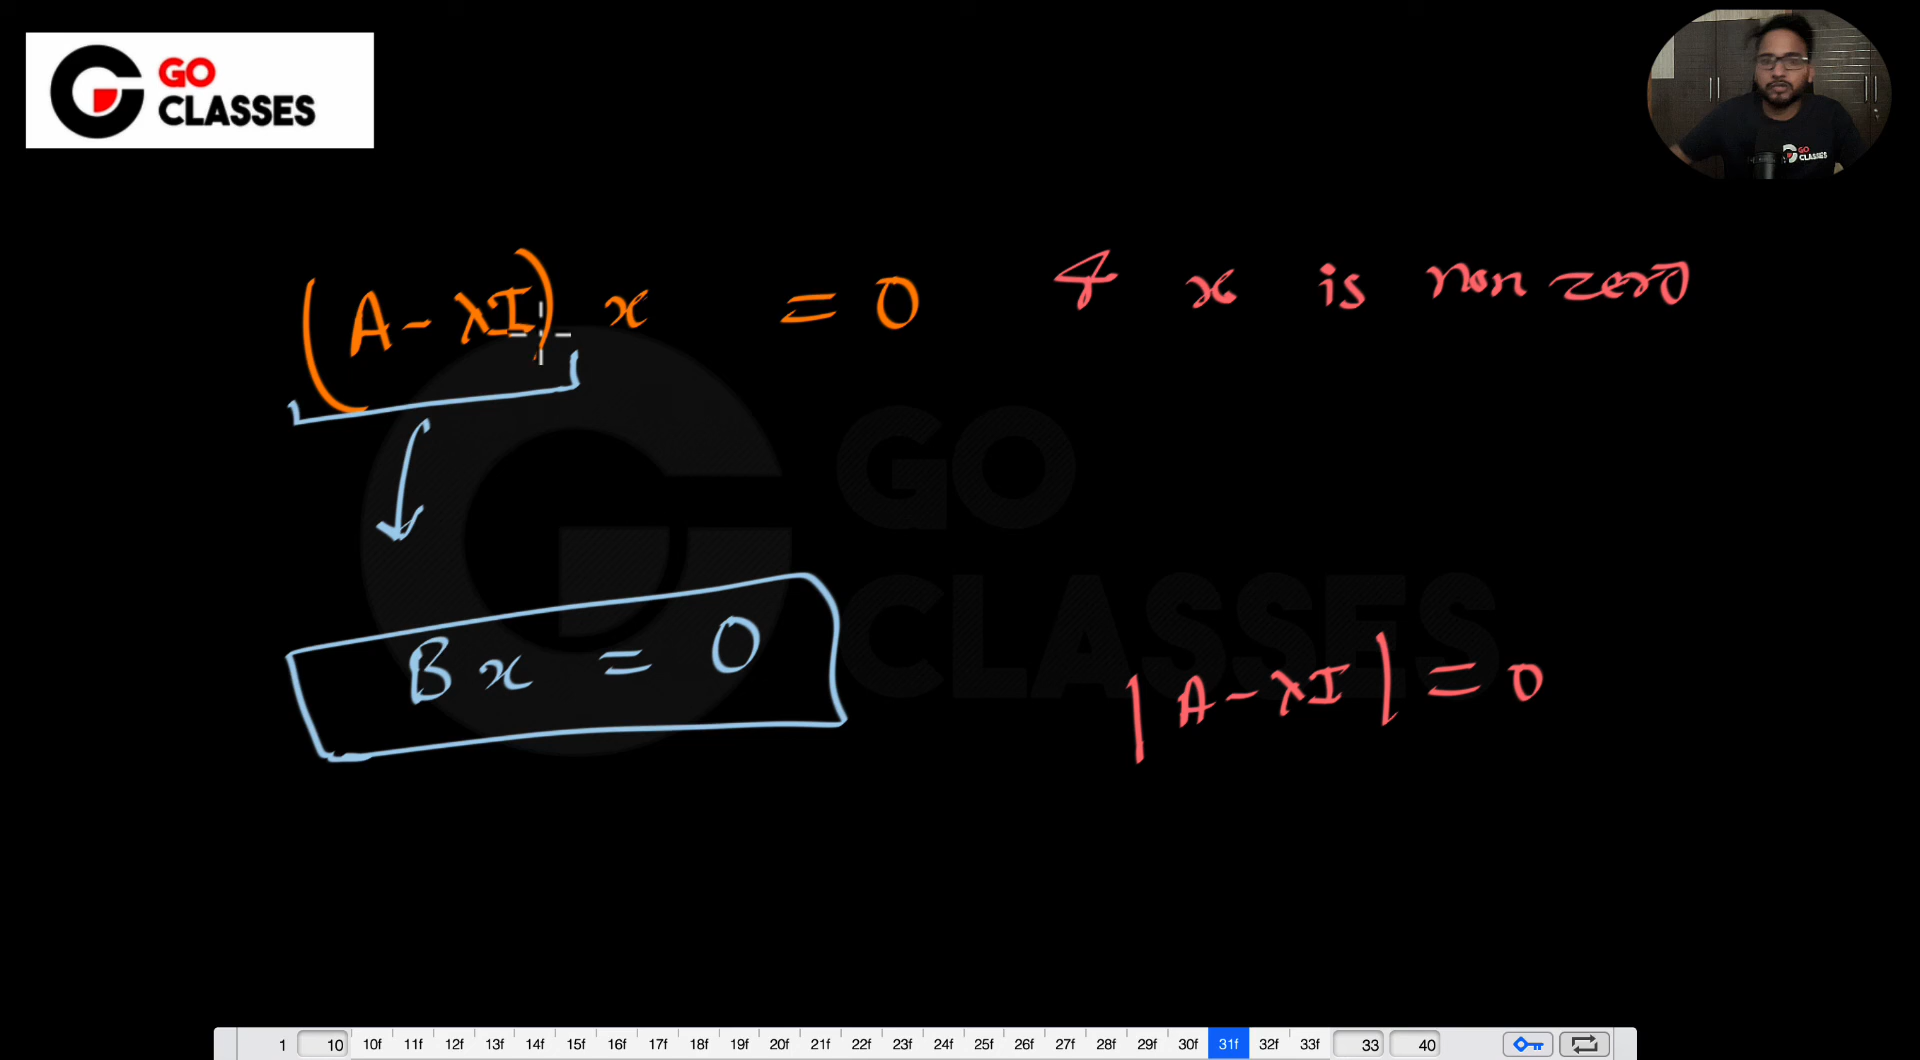 GO
CLASSES
(A - λI) x = 0 & x is non zero
GO
CLASSES
GO
CLASSES
Bx = 0
|A - λI| = 0
1 10 10f 11f 12f 13f 14f 15f 16f 17f 18f 19f 20f 21f 22f 23f 24f 25f 26f 27f 28f 29f 30f 31f 32f 33f 33 40